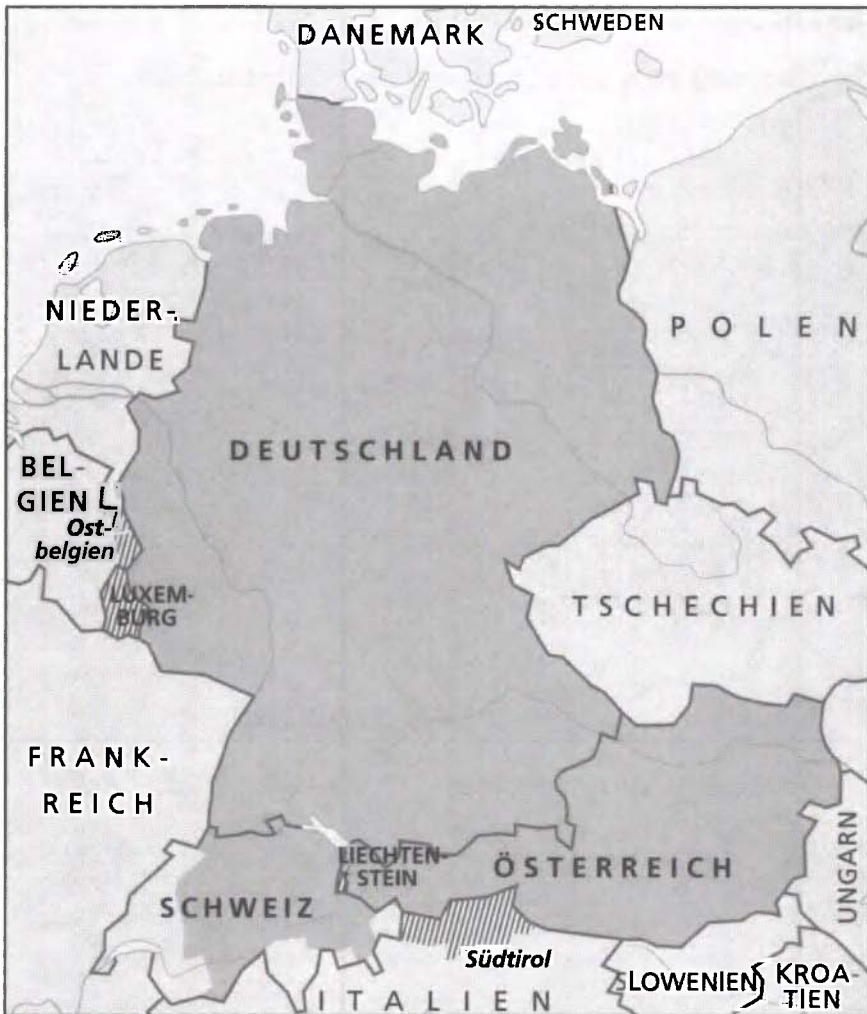 DANEMARK
SCHWEDEN
NIEDER-
LANDE
POLEN
DEUTSCHLAND
BEL-
GIEN
Ost-
belgien
LUXEM-
BURG
TSCHECHIEN
FRANK-
REICH
LIECHTEN-
STEIN
ÖSTERREICH
UNGARN
SCHWEIZ
Südtirol
ITALIEN
SLOWENIEN
KROA-
TIEN